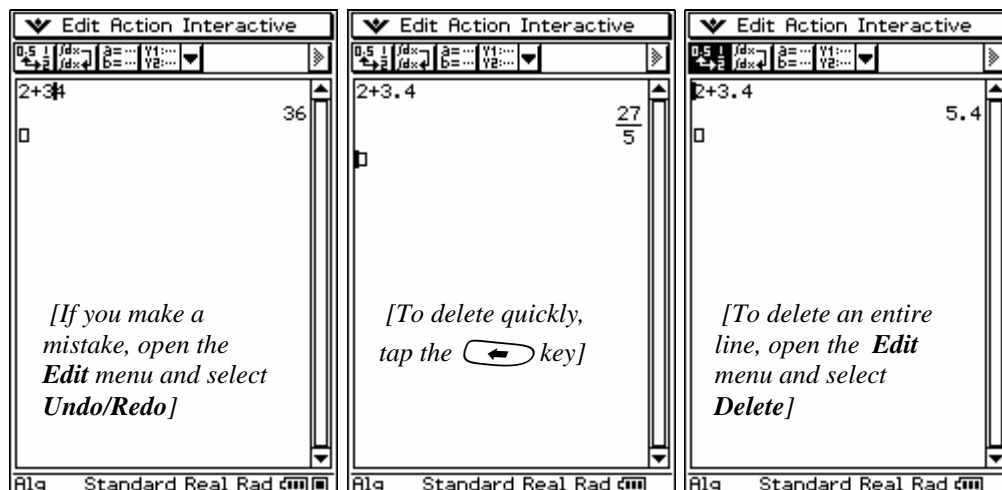 Edit Action Interactive
2+34
36
[If you make a
mistake, open the
Edit menu and select
Undo/Redo]
Alg Standard Real Rad
Edit Action Interactive
2+3.4
27
5
[To delete quickly,
tap the key]
Alg Standard Real Rad
Edit Action Interactive
2+3.4
5.4
[To delete an entire
line, open the Edit
menu and select
Delete]
Alg Standard Real Rad